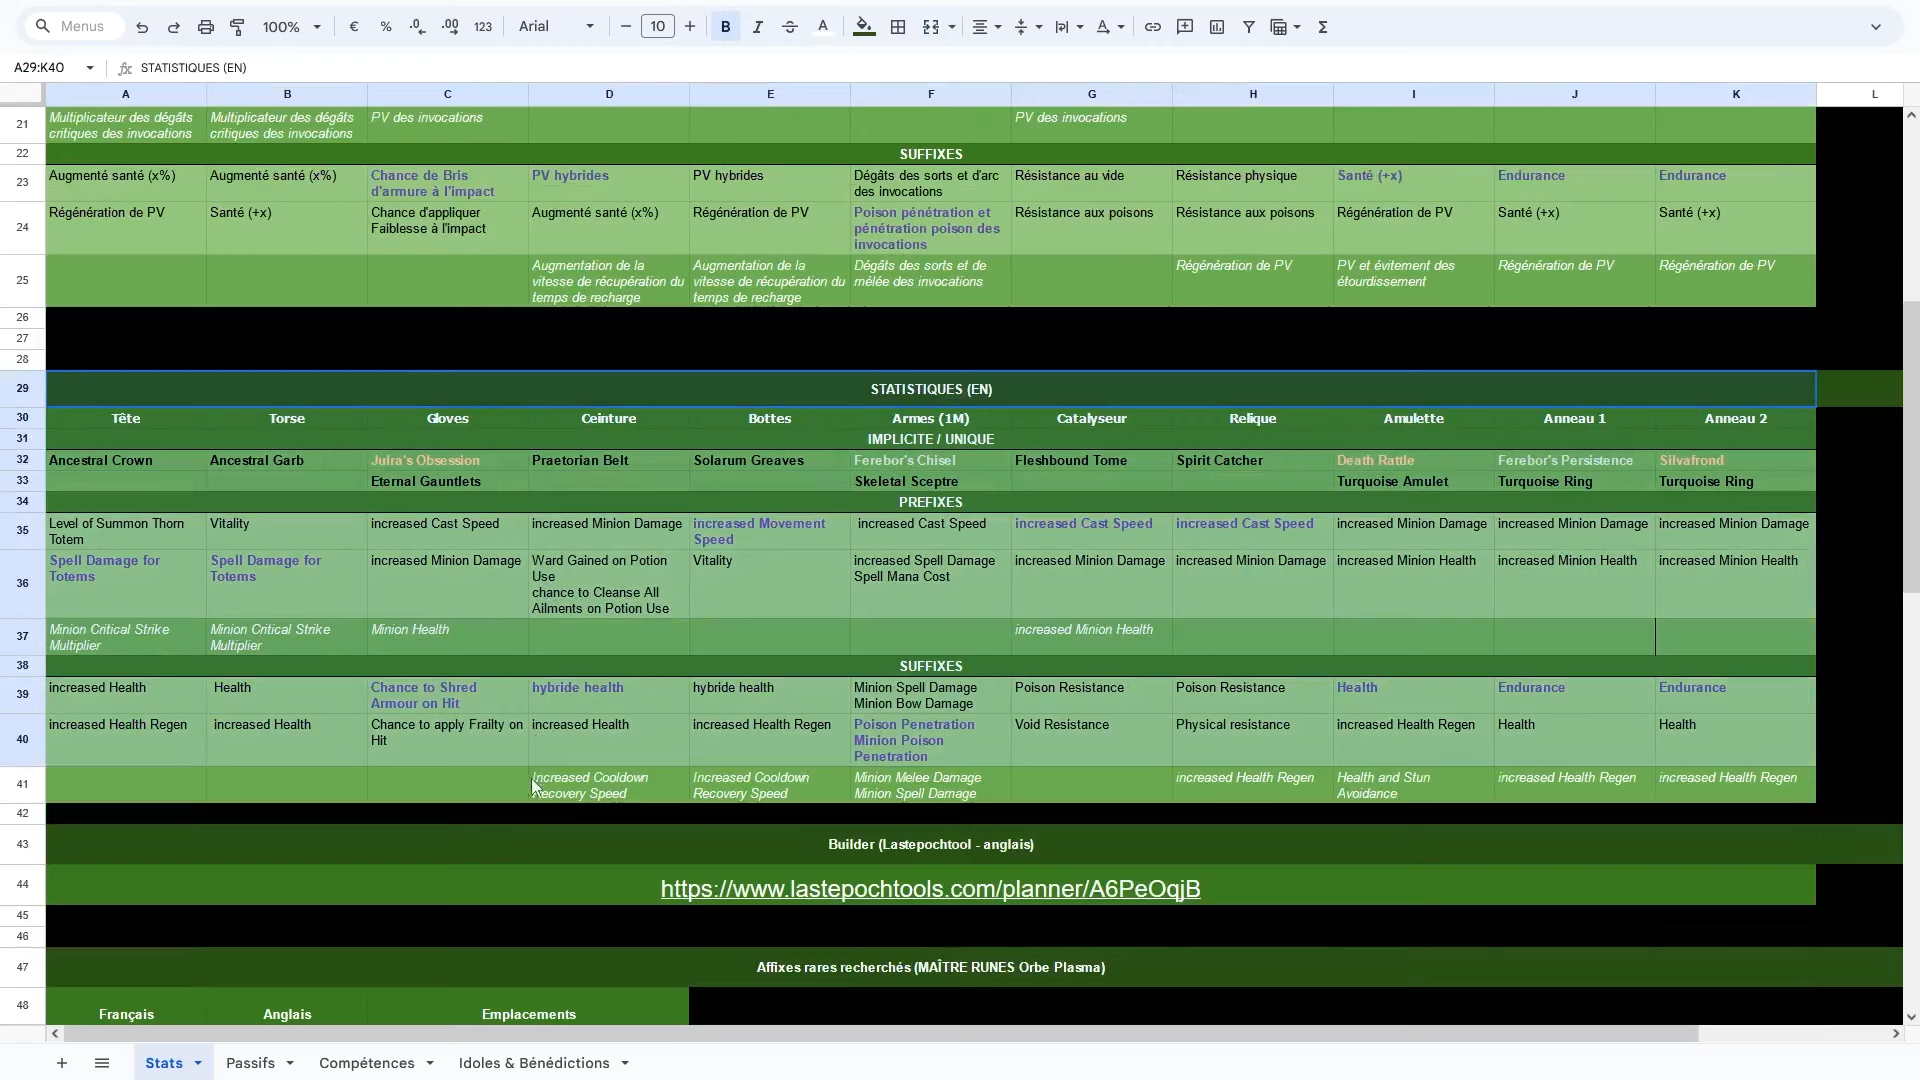 Menus
100%
€
%
.0
.00
123
Arial
10
B
I
A
A
Σ
A29:K40
fx
STATISTIQUES (EN)
A B C D E F G H I J K L
21
Multiplicateur des dégâts
critiques des invocations
Multiplicateur des dégâts
critiques des invocations
PV des invocations
PV des invocations
22
SUFFIXES
23
Augmenté santé (x%)
Augmenté santé (x%)
Chance de Bris
d'armure à l'impact
PV hybrides
PV hybrides
Dégâts des sorts et d'arc
des invocations
Résistance au vide
Résistance physique
Santé (+x)
Endurance
Endurance
24
Régénération de PV
Santé (+x)
Chance d'appliquer
Faiblesse à l'impact
Augmenté santé (x%)
Régénération de PV
Poison pénétration et
pénétration poison des
invocations
Résistance aux poisons
Résistance aux poisons
Régénération de PV
Santé (+x)
Santé (+x)
25
Augmentation de la
vitesse de récupération du
temps de recharge
Augmentation de la
vitesse de récupération du
temps de recharge
Dégâts des sorts et de
mêlée des invocations
Régénération de PV
PV et évitement des
étourdissement
Régénération de PV
Régénération de PV
26
27
28
29
STATISTIQUES (EN)
30
Tête
Torse
Gloves
Ceinture
Bottes
Armes (1M)
Catalyseur
Relique
Amulette
Anneau 1
Anneau 2
31
IMPLICITE / UNIQUE
32
Ancestral Crown
Ancestral Garb
Julra's Obsession
Praetorian Belt
Solarum Greaves
Ferebor's Chisel
Fleshbound Tome
Spirit Catcher
Death Rattle
Ferebor's Persistence
Silvafrond
33
Eternal Gauntlets
Skeletal Sceptre
Turquoise Amulet
Turquoise Ring
Turquoise Ring
34
PREFIXES
35
Level of Summon Thorn
Totem
Vitality
increased Cast Speed
increased Minion Damage
increased Movement
Speed
increased Cast Speed
increased Cast Speed
increased Cast Speed
increased Minion Damage
increased Minion Damage
increased Minion Damage
36
Spell Damage for
Totems
Spell Damage for
Totems
increased Minion Damage
Ward Gained on Potion
Use
chance to Cleanse All
Ailments on Potion Use
Vitality
increased Spell Damage
Spell Mana Cost
increased Minion Damage
increased Minion Damage
increased Minion Health
increased Minion Health
increased Minion Health
37
Minion Critical Strike
Multiplier
Minion Critical Strike
Multiplier
Minion Health
increased Minion Health
38
SUFFIXES
39
increased Health
Health
Chance to Shred
Armour on Hit
hybride health
hybride health
Minion Spell Damage
Minion Bow Damage
Poison Resistance
Poison Resistance
Health
Endurance
Endurance
40
increased Health Regen
increased Health
Chance to apply Frailty on
Hit
increased Health
increased Health Regen
Poison Penetration
Minion Poison
Penetration
Void Resistance
Physical resistance
increased Health Regen
Health
Health
41
Increased Cooldown
Recovery Speed
Increased Cooldown
Recovery Speed
Minion Melee Damage
Minion Spell Damage
increased Health Regen
Health and Stun
Avoidance
increased Health Regen
increased Health Regen
42
43
Builder (Lastepochtool - anglais)
44
https://www.lastepochtools.com/planner/A6PeOqjB
45
46
47
Affixes rares recherchés (MAÎTRE RUNES Orbe Plasma)
48
Français
Anglais
Emplacements
Stats
Passifs
Compétences
Idoles & Bénédictions